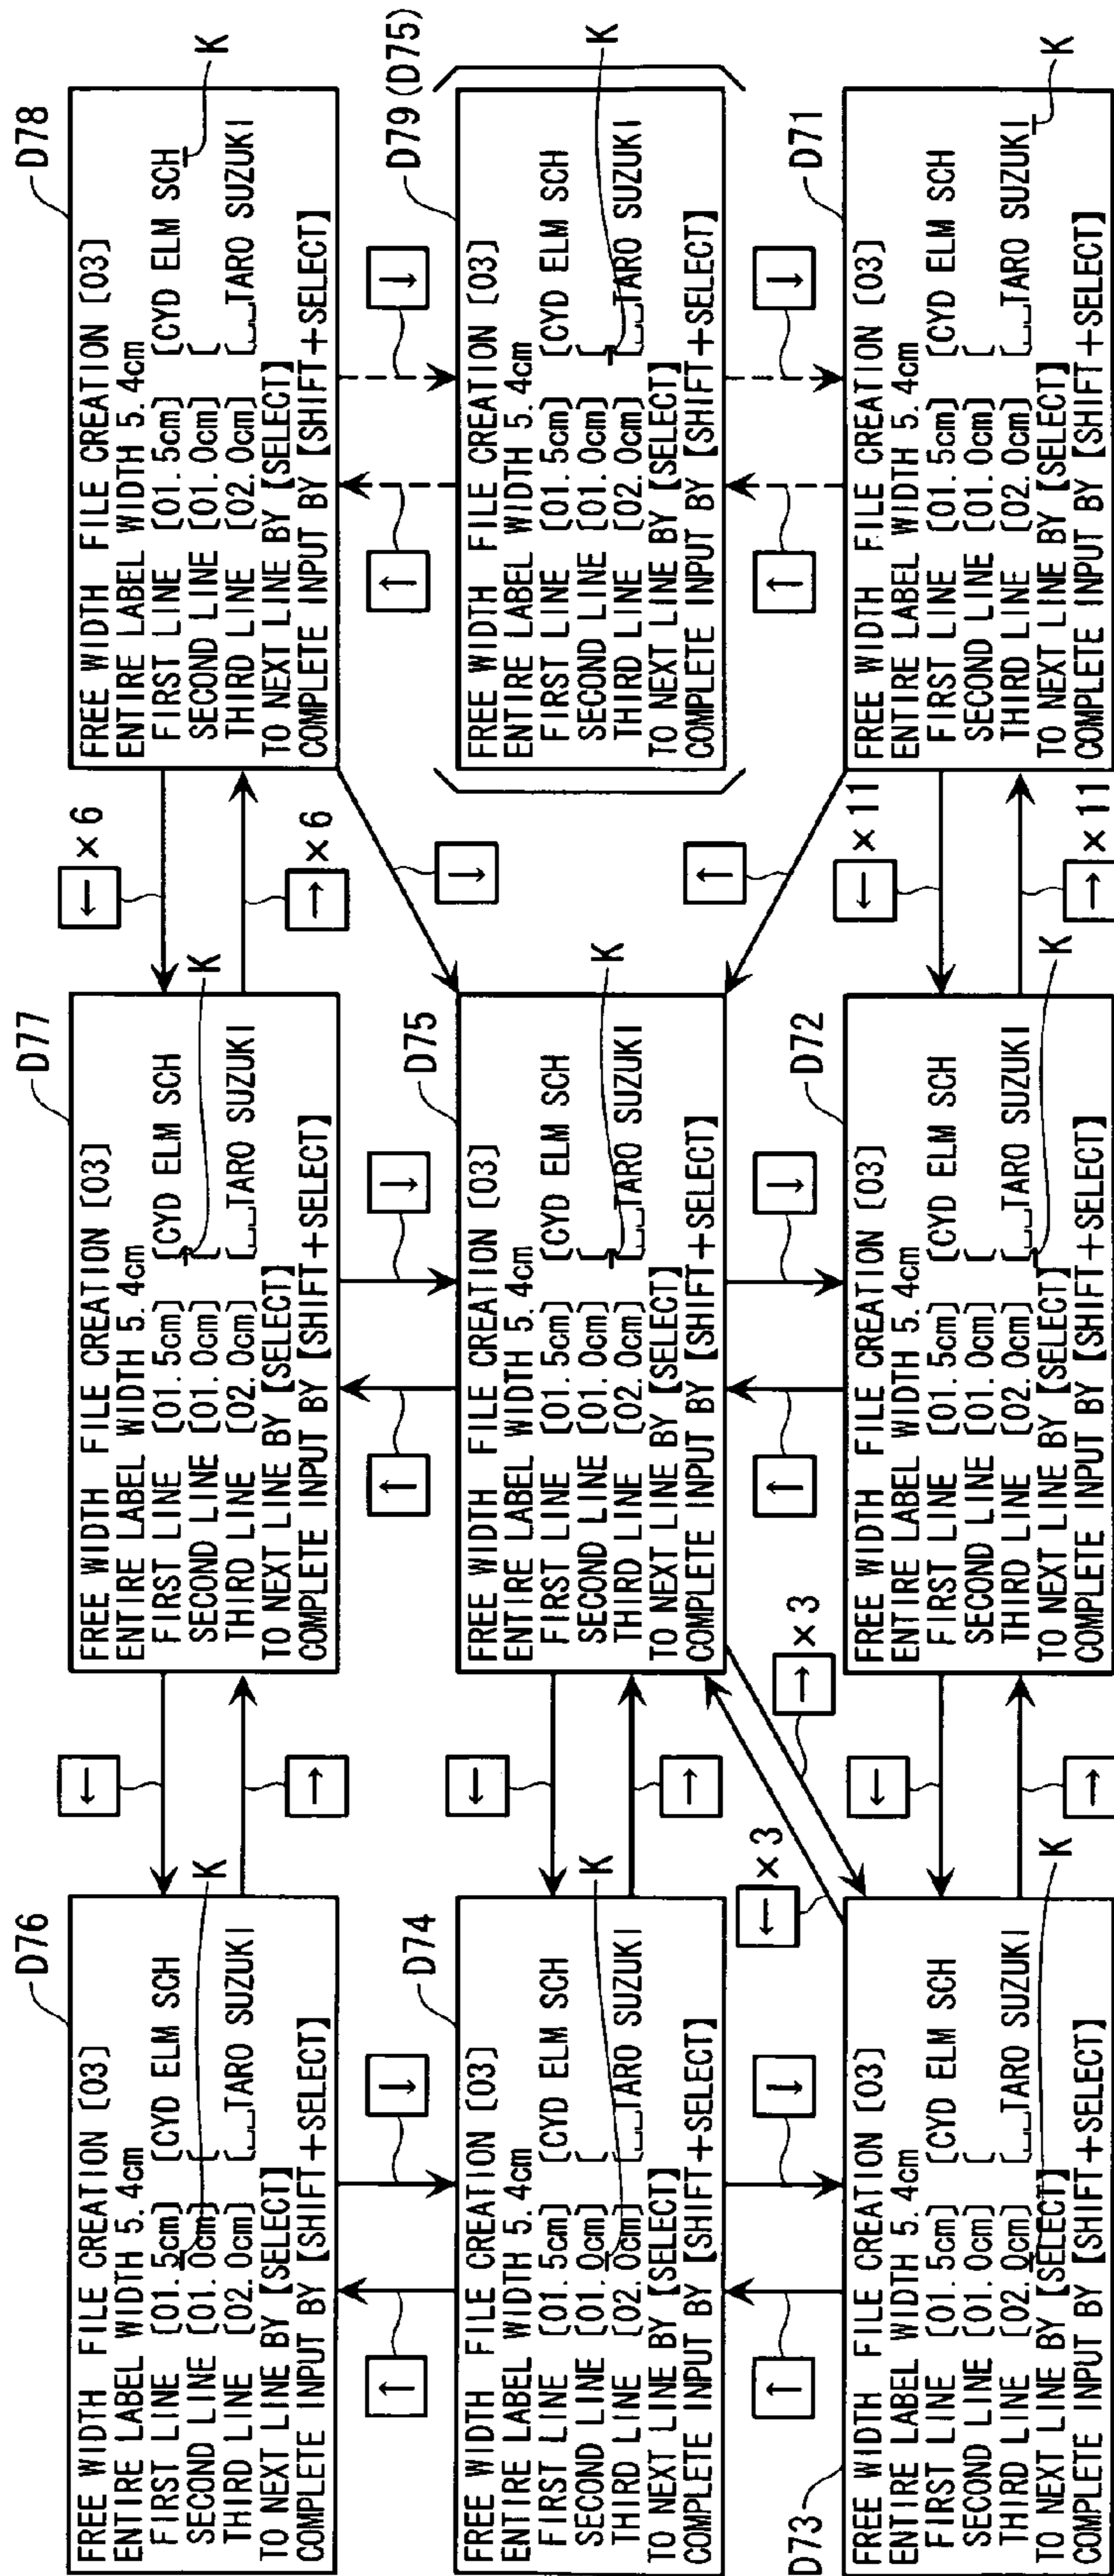 D76
FREE WIDTH FILE CREATION [03]
ENTIRE LABEL WIDTH 5.4cm
FIRST LINE [01.5cm] [CYD ELM SCH
SECOND LINE [01.0cm] [
THIRD LINE [02.0cm] [␣␣TARO SUZUKI
TO NEXT LINE BY [SELECT]
COMPLETE INPUT BY [SHIFT+SELECT]
K
←
→
D77
FREE WIDTH FILE CREATION [03]
ENTIRE LABEL WIDTH 5.4cm
FIRST LINE [01.5cm] [CYD ELM SCH
SECOND LINE [01.0cm] [
THIRD LINE [02.0cm] [␣␣TARO SUZUKI
TO NEXT LINE BY [SELECT]
COMPLETE INPUT BY [SHIFT+SELECT]
K
← ×6
→ ×6
D78
FREE WIDTH FILE CREATION [03]
ENTIRE LABEL WIDTH 5.4cm
FIRST LINE [01.5cm] [CYD ELM SCH
SECOND LINE [01.0cm] [
THIRD LINE [02.0cm] [␣␣TARO SUZUKI
TO NEXT LINE BY [SELECT]
COMPLETE INPUT BY [SHIFT+SELECT]
K
↑
↓
↑
↓
↓
↑
↓
D74
FREE WIDTH FILE CREATION [03]
ENTIRE LABEL WIDTH 5.4cm
FIRST LINE [01.5cm] [CYD ELM SCH
SECOND LINE [01.0cm] [
THIRD LINE [02.0cm] [␣␣TARO SUZUKI
TO NEXT LINE BY [SELECT]
COMPLETE INPUT BY [SHIFT+SELECT]
K
←
→
D75
FREE WIDTH FILE CREATION [03]
ENTIRE LABEL WIDTH 5.4cm
FIRST LINE [01.5cm] [CYD ELM SCH
SECOND LINE [01.0cm] [
THIRD LINE [02.0cm] [␣␣TARO SUZUKI
TO NEXT LINE BY [SELECT]
COMPLETE INPUT BY [SHIFT+SELECT]
K
D79(D75)
FREE WIDTH FILE CREATION [03]
ENTIRE LABEL WIDTH 5.4cm
FIRST LINE [01.5cm] [CYD ELM SCH
SECOND LINE [01.0cm] [
THIRD LINE [02.0cm] [␣␣TARO SUZUKI
TO NEXT LINE BY [SELECT]
COMPLETE INPUT BY [SHIFT+SELECT]
K
↑
↓
← ×3
→ ×3
↑
↓
↑
↑
↓
D73
FREE WIDTH FILE CREATION [03]
ENTIRE LABEL WIDTH 5.4cm
FIRST LINE [01.5cm] [CYD ELM SCH
SECOND LINE [01.0cm] [
THIRD LINE [02.0cm] [␣␣TARO SUZUKI
TO NEXT LINE BY [SELECT]
COMPLETE INPUT BY [SHIFT+SELECT]
K
←
→
D72
FREE WIDTH FILE CREATION [03]
ENTIRE LABEL WIDTH 5.4cm
FIRST LINE [01.5cm] [CYD ELM SCH
SECOND LINE [01.0cm] [
THIRD LINE [02.0cm] [␣␣TARO SUZUKI
TO NEXT LINE BY [SELECT]
COMPLETE INPUT BY [SHIFT+SELECT]
K
← ×11
→ ×11
D71
FREE WIDTH FILE CREATION [03]
ENTIRE LABEL WIDTH 5.4cm
FIRST LINE [01.5cm] [CYD ELM SCH
SECOND LINE [01.0cm] [
THIRD LINE [02.0cm] [␣␣TARO SUZUKI
TO NEXT LINE BY [SELECT]
COMPLETE INPUT BY [SHIFT+SELECT]
K